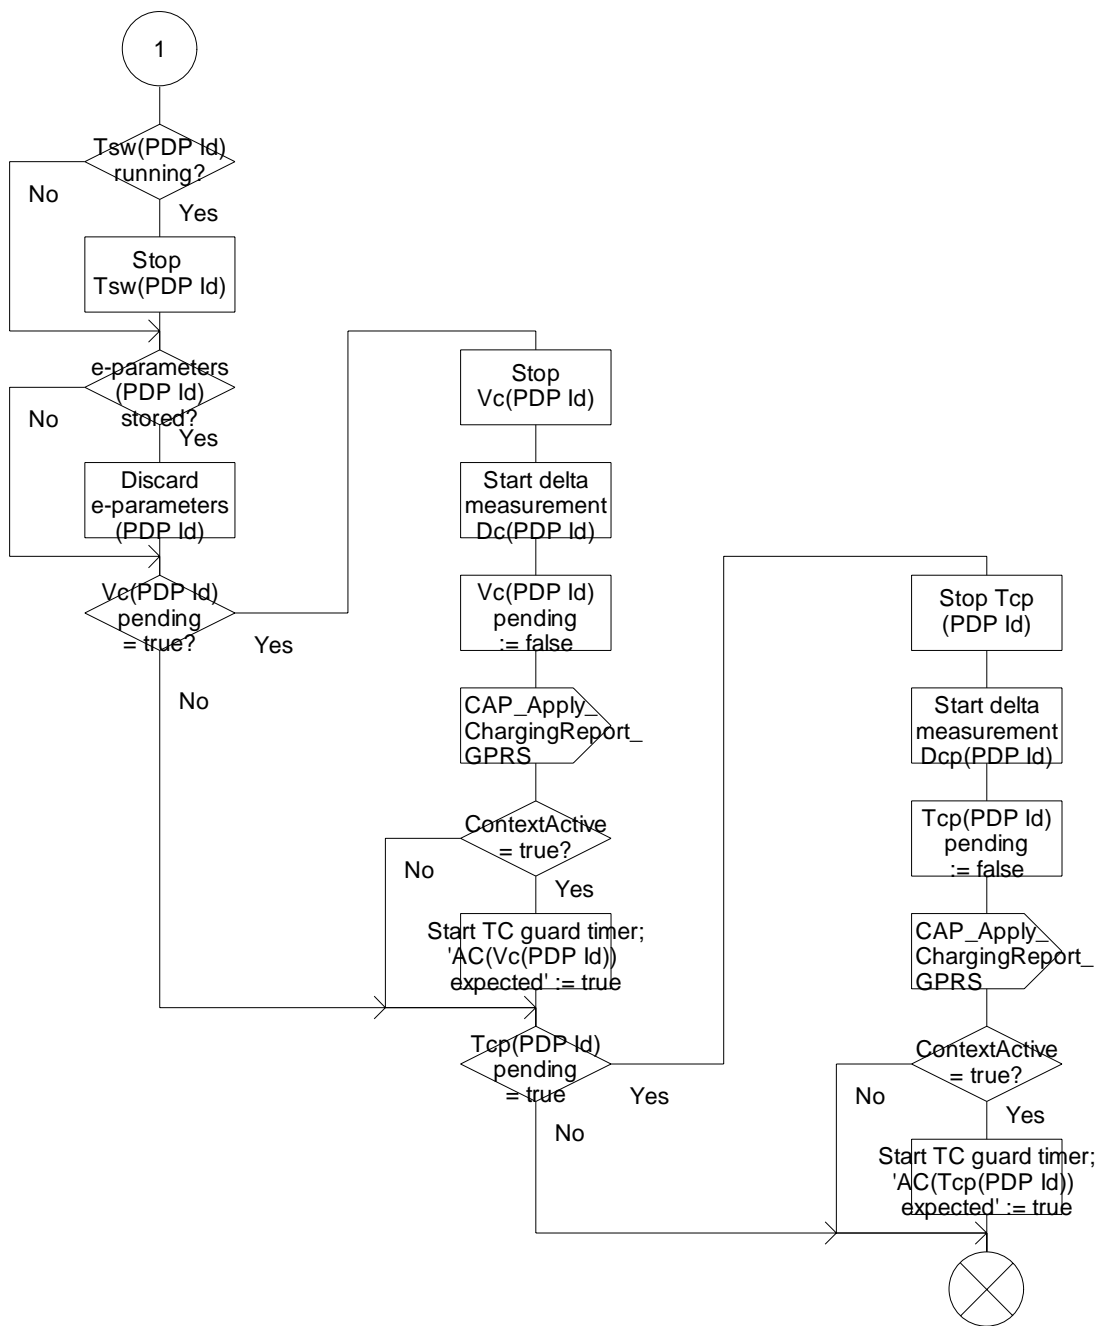 1
Tsw(PDP Id)
running?
No
Yes
Stop
Tsw(PDP Id)
e-parameters
(PDP Id)
stored?
No
Yes
Discard
e-parameters
(PDP Id)
Vc(PDP Id)
pending
= true?
Yes
No
Stop
Vc(PDP Id)
Start delta
measurement
Dc(PDP Id)
Vc(PDP Id)
pending
:= false
CAP_Apply_
ChargingReport_
GPRS
ContextActive
= true?
No
Yes
Start TC guard timer;
'AC(Vc(PDP Id))
expected' := true
Tcp(PDP Id)
pending
= true
Yes
No
Stop Tcp
(PDP Id)
Start delta
measurement
Dcp(PDP Id)
Tcp(PDP Id)
pending
:= false
CAP_Apply_
ChargingReport_
GPRS
ContextActive
= true?
No
Yes
Start TC guard timer;
'AC(Tcp(PDP Id))
expected' := true